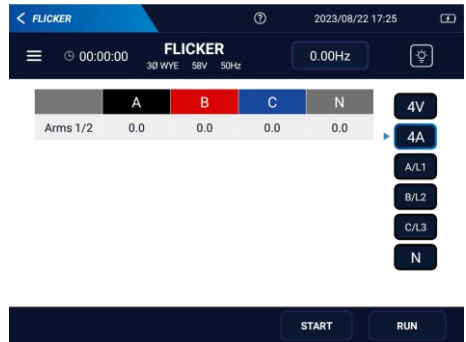 FLICKER 2023/08/22 17:25
00:00:00 FLICKER 0.00Hz
3Ø WYE 58V 50Hz
A B C N
Arms 1/2 0.0 0.0 0.0 0.0
4V
4A
A/L1
B/L2
C/L3
N
START RUN